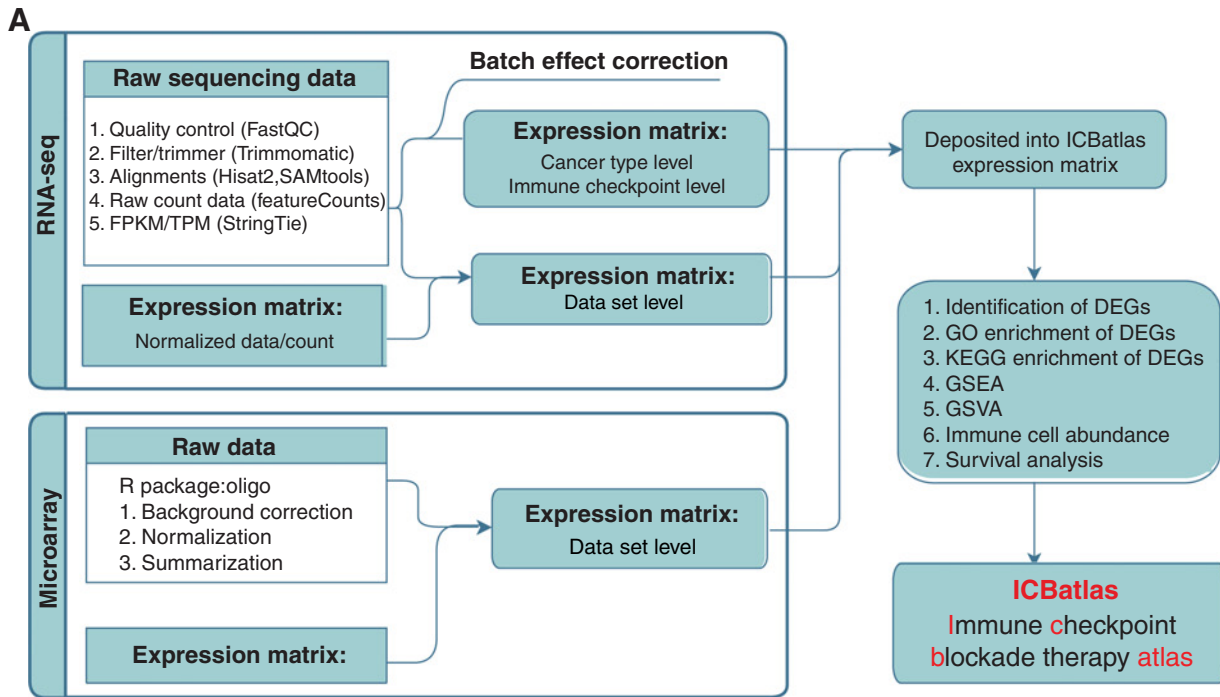 A
RNA-seq
Raw sequencing data
1. Quality control (FastQC)
2. Filter/trimmer (Trimmomatic)
3. Alignments (Hisat2,SAMtools)
4. Raw count data (featureCounts)
5. FPKM/TPM (StringTie)
Expression matrix:
Normalized data/count
Batch effect correction
Expression matrix:
Cancer type level
Immune checkpoint level
Expression matrix:
Data set level
Microarray
Raw data
R package:oligo
1. Background correction
2. Normalization
3. Summarization
Expression matrix:
Expression matrix:
Data set level
Deposited into ICBatlas
expression matrix
1. Identification of DEGs
2. GO enrichment of DEGs
3. KEGG enrichment of DEGs
4. GSEA
5. GSVA
6. Immune cell abundance
7. Survival analysis
ICBatlas
Immune checkpoint
blockade therapy atlas